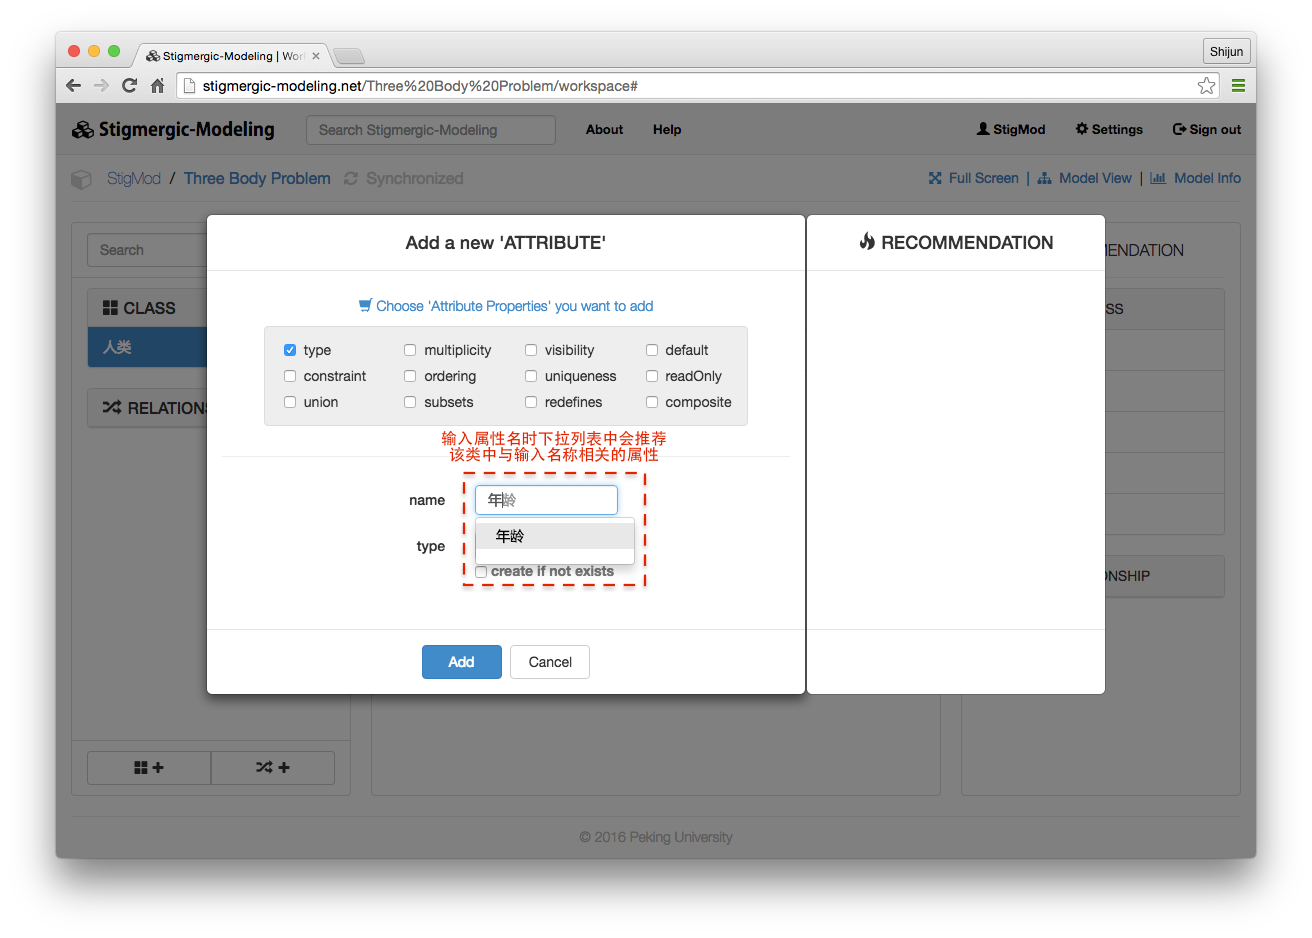 Stigmergic-Modeling | Wor
Shijun
stigmergic-modeling.net/Three%20Body%20Problem/workspace#
Stigmergic-Modeling
Search Stigmergic-Modeling
About
Help
StigMod
Settings
Sign out
StigMod / Three Body Problem
Synchronized
Full Screen | Model View | Model Info
Search
CLASS
人类
RELATIONS
Add a new 'ATTRIBUTE'
Choose 'Attribute Properties' you want to add
type multiplicity visibility default
constraint ordering uniqueness readOnly
union subsets redefines composite
输入属性名时下拉列表中会推荐
该类中与输入名称相关的属性
name 年龄
年龄
type
create if not exists
Add
Cancel
RECOMMENDATION
MENDATION
SS
ONSHIP
© 2016 Peking University